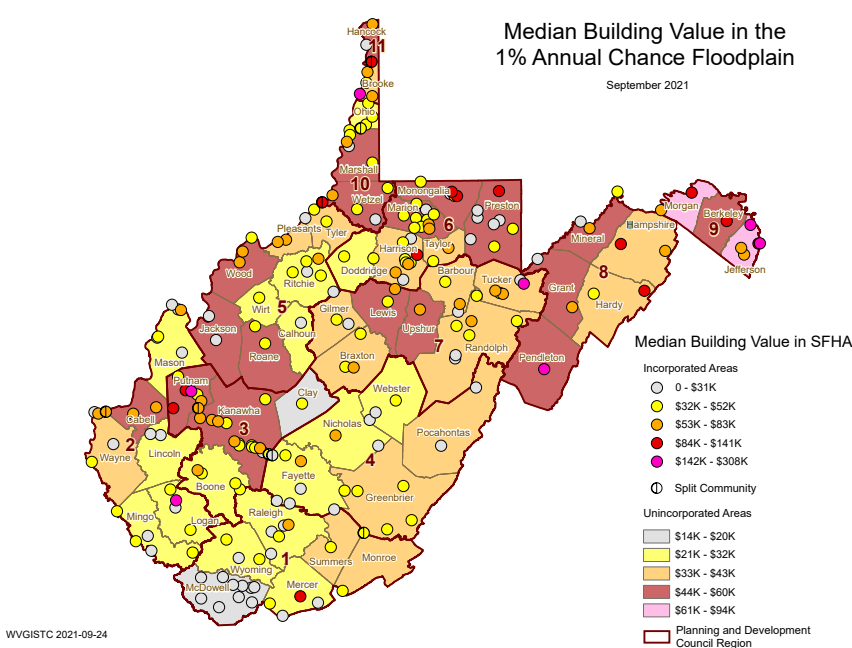 Median Building Value in the
1% Annual Chance Floodplain
September 2021
Hancock
11
Brooke
Ohio
Marshall
10
Wetzel
Monongalia
Marion
Preston
6
Pleasants
Tyler
Harrison
Taylor
Doddridge
Barbour
Wood
Ritchie
Tucker
Morgan
Berkeley
9
Jefferson
Hampshire
Mineral
8
Grant
Hardy
Wirt
5
Gilmer
Lewis
Upshur
7
Jackson
Calhoun
Roane
Randolph
Pendleton
Mason
Braxton
Putnam
Clay
Webster
Cabell
Kanawha
3
2
Nicholas
Pocahontas
Wayne
Lincoln
4
Boone
Fayette
Greenbrier
Mingo
Logan
Raleigh
1
Wyoming
Summers
Monroe
McDowell
Mercer
Median Building Value in SFHA
Incorporated Areas
0 - $31K
$32K - $52K
$53K - $83K
$84K - $141K
$142K - $308K
Split Community
Unincorporated Areas
$14K - $20K
$21K - $32K
$33K - $43K
$44K - $60K
$61K - $94K
Planning and Development
Council Region
WVGISTC 2021-09-24